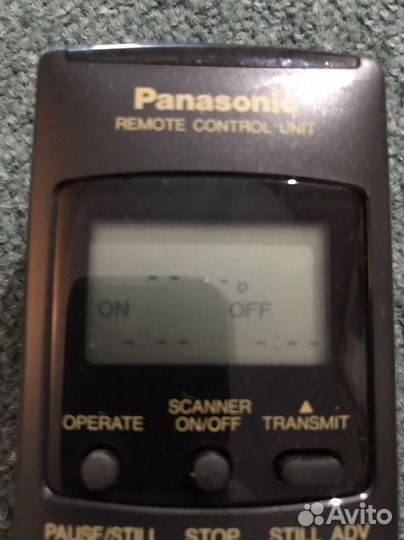 Panasonic
REMOTE CONTROL UNIT
-- - D
ON OFF
-:-- -:--
OPERATE SCANNER ON/OFF ▲ TRANSMIT
PAUSE/STILL STOP STILL ADV
Avito